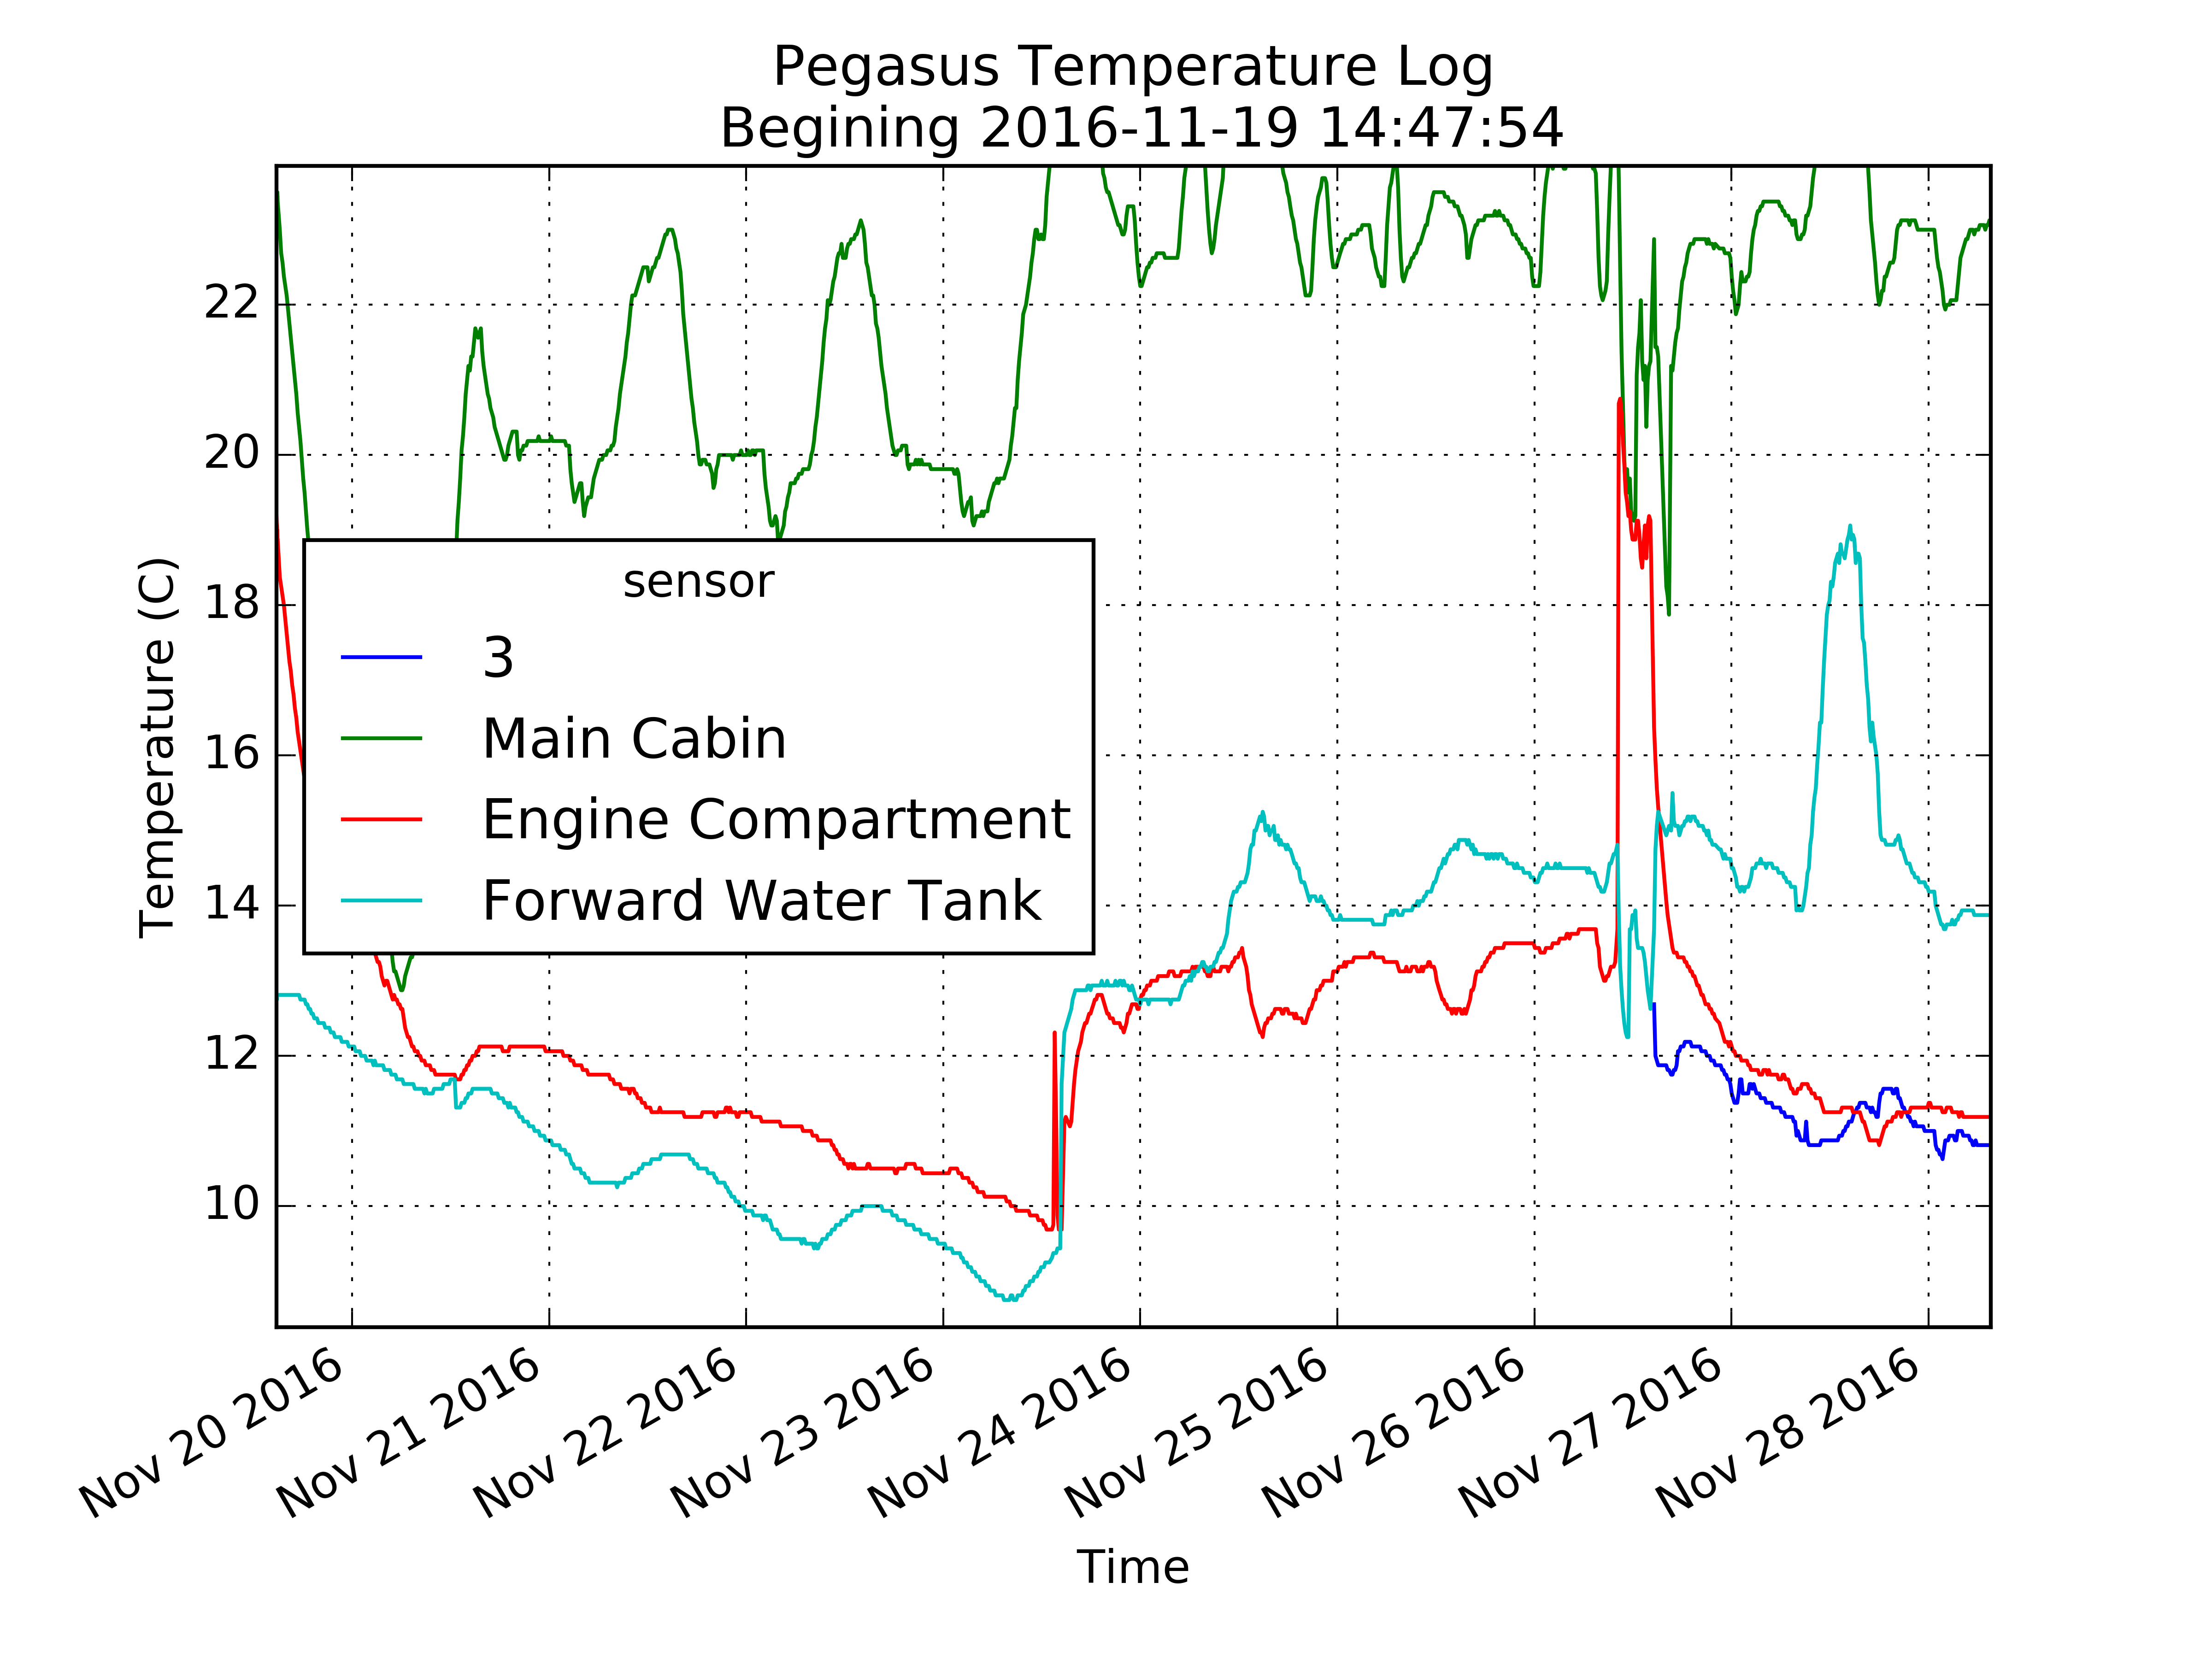 Pegasus Temperature Log
Begining 2016-11-19 14:47:54
Temperature (C)
22
20
18
16
14
12
10
sensor
3
Main Cabin
Engine Compartment
Forward Water Tank
Nov 20 2016
Nov 21 2016
Nov 22 2016
Nov 23 2016
Nov 24 2016
Nov 25 2016
Nov 26 2016
Nov 27 2016
Nov 28 2016
Time